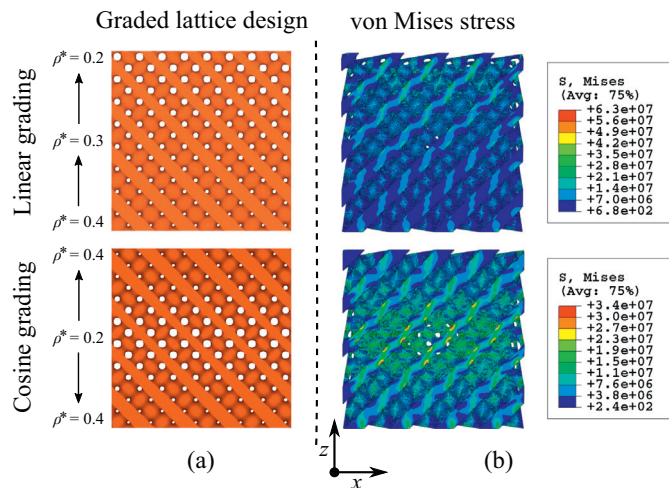 Graded lattice design
von Mises stress
Linear grading
ρ* = 0.2
ρ* = 0.3
ρ* = 0.4
S, Mises
(Avg: 75%)
+6.3e+07
+5.6e+07
+4.9e+07
+4.2e+07
+3.5e+07
+2.8e+07
+2.1e+07
+1.4e+07
+7.0e+06
+6.8e+02
Cosine grading
ρ* = 0.4
ρ* = 0.2
ρ* = 0.4
S, Mises
(Avg: 75%)
+3.4e+07
+3.0e+07
+2.7e+07
+2.3e+07
+1.9e+07
+1.5e+07
+1.1e+07
+7.6e+06
+3.8e+06
+2.4e+02
(a)
z
x
(b)